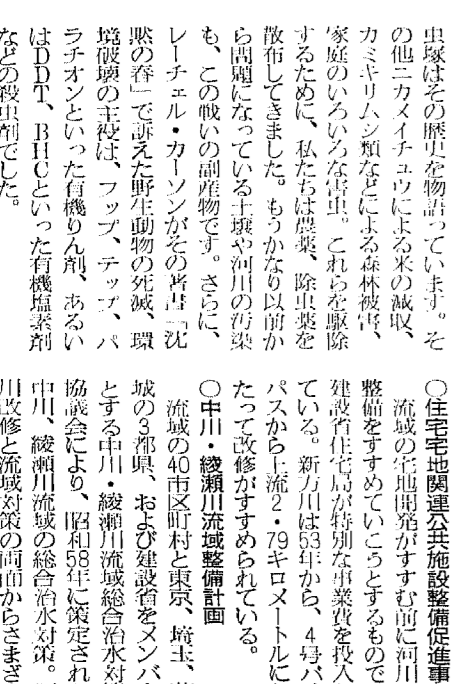 虫塚はその歴史を物語っています。そ
の他ニカメイチュウによる米の減収、
カミキリムシ類などによる森林被害、
家庭のいろいろな害虫。これらを駆除
するために、私たちは農薬、除虫薬を
散布してきました。もうかなり以前か
ら問題になっている土壌や河川の汚染
も、この戦いの副産物です。さらに、
レーチェル・カーソンがその著書「沈
黙の春」で訴えた野生動物の死滅、環
境破壊の主役は、フップ、テップ、パ
ラチオンといった有機りん剤、あるい
はDDT、BHCといった有機塩素剤
などの殺虫剤でした。
○住宅宅地関連公共施設整備促進事
流域の宅地開発がすすむ前に河川
整備をすすめていこうとするもので
建設省住宅局が特別な事業費を投入
ている。新方川は53年から、4号バ
パスから上流2・79キロメートルに
たって改修がすすめられている。
○中川・綾瀬川流域整備計画
流域の40市区町村と東京、埼玉、
城の3都県、および建設省をメンバ
とする中川・綾瀬川流域総合治水対
協議会により、昭和58年に策定され
中川、綾瀬川流域の総合治水対策。
川改修と流域対策の両面からさまざ